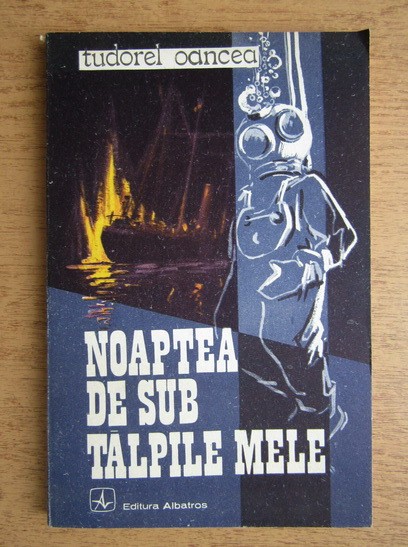 tudorel oancea
NOAPTEA
DE SUB
TĂLPILE MELE
Editura Albatros